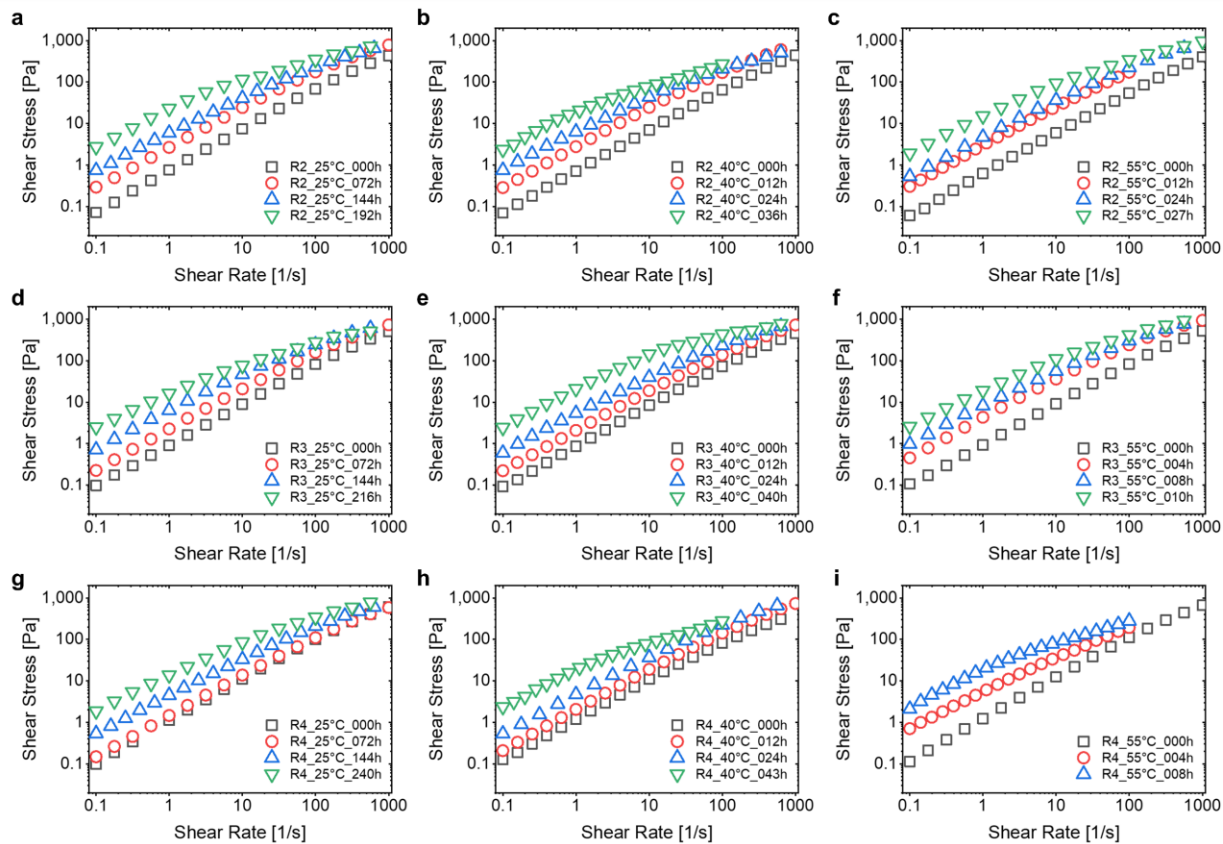 a
1,000
100
10
1
0.1
Shear Stress [Pa]
R2_25°C_000h
R2_25°C_072h
R2_25°C_144h
R2_25°C_192h
0.1 1 10 100 1000
Shear Rate [1/s]
b
1,000
100
10
1
0.1
Shear Stress [Pa]
R2_40°C_000h
R2_40°C_012h
R2_40°C_024h
R2_40°C_036h
0.1 1 10 100 1000
Shear Rate [1/s]
c
1,000
100
10
1
0.1
Shear Stress [Pa]
R2_55°C_000h
R2_55°C_012h
R2_55°C_024h
R2_55°C_027h
0.1 1 10 100 1000
Shear Rate [1/s]
d
1,000
100
10
1
0.1
Shear Stress [Pa]
R3_25°C_000h
R3_25°C_072h
R3_25°C_144h
R3_25°C_216h
0.1 1 10 100 1000
Shear Rate [1/s]
e
1,000
100
10
1
0.1
Shear Stress [Pa]
R3_40°C_000h
R3_40°C_012h
R3_40°C_024h
R3_40°C_040h
0.1 1 10 100 1000
Shear Rate [1/s]
f
1,000
100
10
1
0.1
Shear Stress [Pa]
R3_55°C_000h
R3_55°C_004h
R3_55°C_008h
R3_55°C_010h
0.1 1 10 100 1000
Shear Rate [1/s]
g
1,000
100
10
1
0.1
Shear Stress [Pa]
R4_25°C_000h
R4_25°C_072h
R4_25°C_144h
R4_25°C_240h
0.1 1 10 100 1000
Shear Rate [1/s]
h
1,000
100
10
1
0.1
Shear Stress [Pa]
R4_40°C_000h
R4_40°C_012h
R4_40°C_024h
R4_40°C_043h
0.1 1 10 100 1000
Shear Rate [1/s]
i
1,000
100
10
1
0.1
Shear Stress [Pa]
R4_55°C_000h
R4_55°C_004h
R4_55°C_008h
0.1 1 10 100 1000
Shear Rate [1/s]